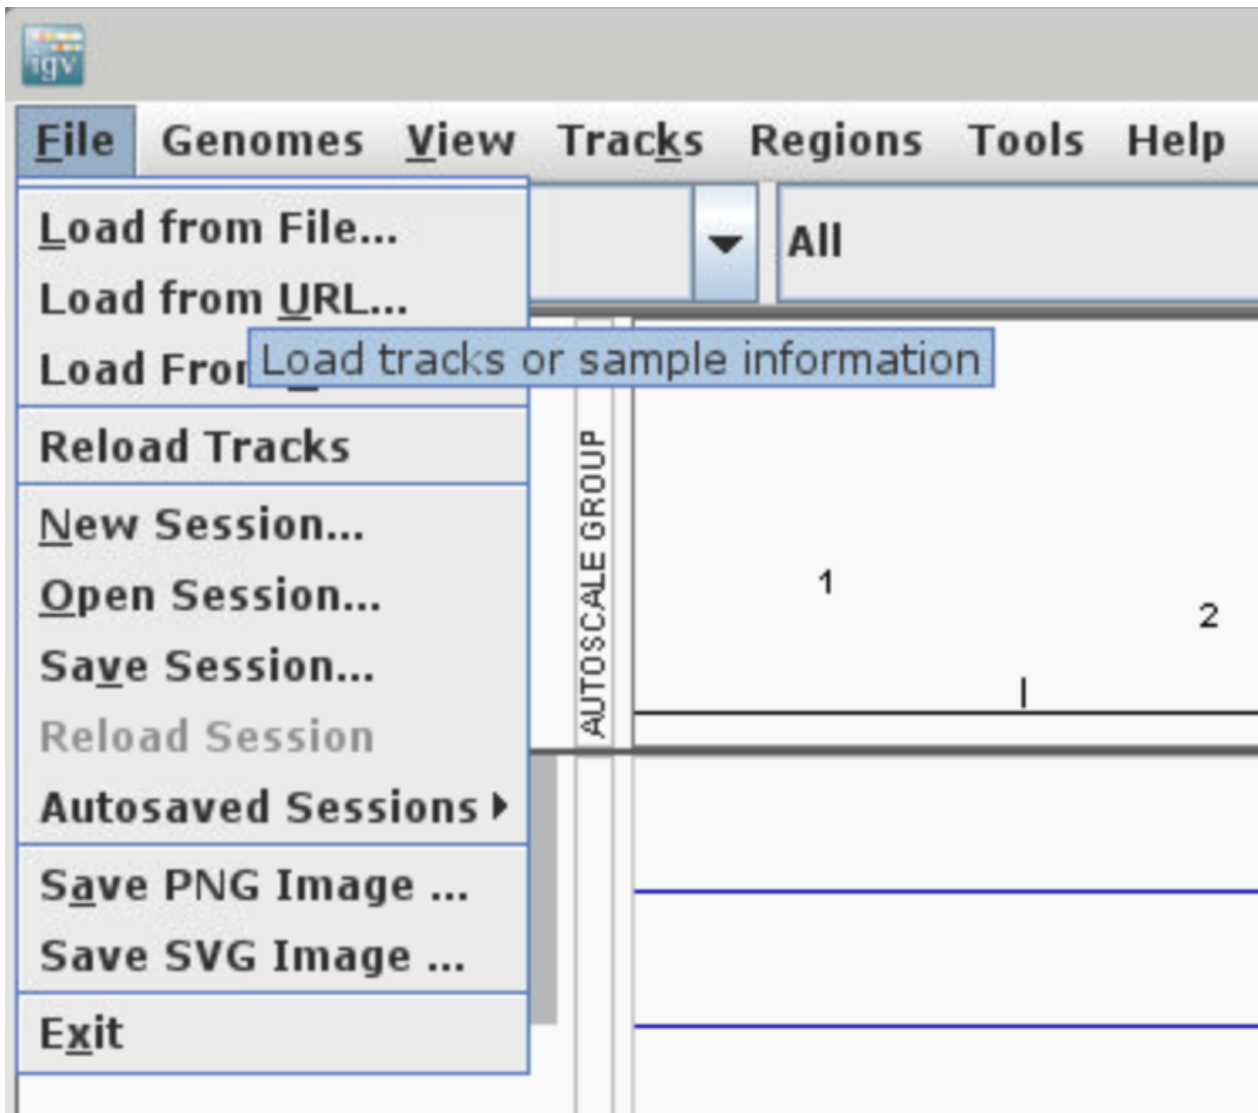 igv
File Genomes View Tracks Regions Tools Help
All
Load from File...
Load from URL...
Load From
Load tracks or sample information
Reload Tracks
New Session...
Open Session...
Save Session...
Reload Session
Autosaved Sessions
Save PNG Image ...
Save SVG Image ...
Exit
AUTOSCALE GROUP
1
2